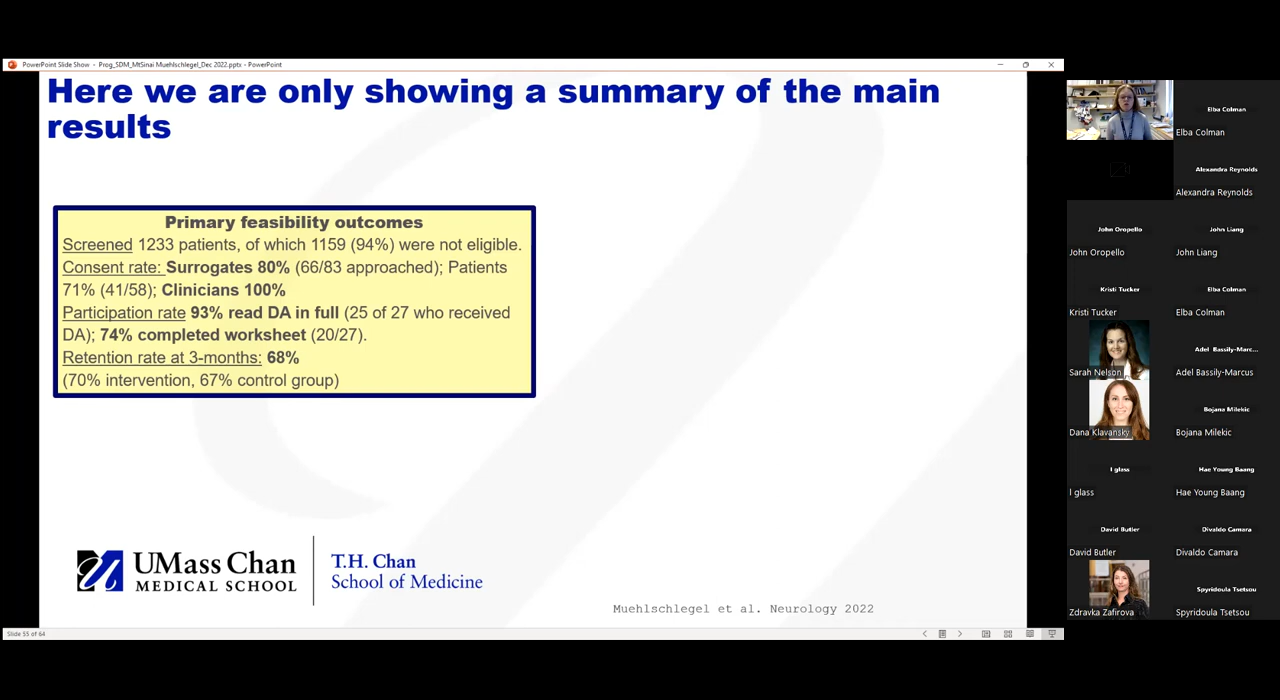 PowerPoint Slide Show - Prog_SDM_MtSinai Muehlschlegel_Dec 2022.pptx - PowerPoint
Here we are only showing a summary of the main
results
Primary feasibility outcomes
Screened 1233 patients, of which 1159 (94%) were not eligible.
Consent rate: Surrogates 80% (66/83 approached); Patients
71% (41/58); Clinicians 100%
Participation rate 93% read DA in full (25 of 27 who received
DA); 74% completed worksheet (20/27).
Retention rate at 3-months: 68%
(70% intervention, 67% control group)
UMass Chan
MEDICAL SCHOOL
T.H. Chan
School of Medicine
Muehlschlegel et al. Neurology 2022
Slide 55 of 64
Elba Colman
Elba Colman
Alexandra Reynolds
Alexandra Reynolds
John Oropello
John Oropello
John Liang
John Liang
Kristi Tucker
Kristi Tucker
Elba Colman
Elba Colman
Sarah Nelson
Adel Bassily-Marc...
Adel Bassily-Marcus
Dana Klavansky
Bojana Milekic
Bojana Milekic
l glass
l glass
Hae Young Baang
Hae Young Baang
David Butler
David Butler
Divaldo Camara
Divaldo Camara
Zdravka Zafirova
Spyridoula Tsetsou
Spyridoula Tsetsou